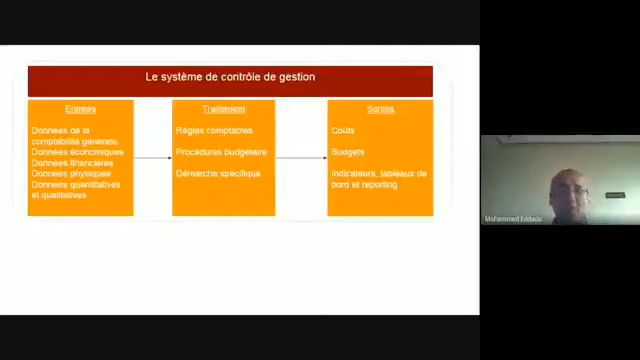 Le système de contrôle de gestion
Entrées
Données de la
comptabilité générale
Données économiques
Données financières
Données physiques
Données quantitatives
et qualitatives
Traitement
Règles comptables
Procédures budgétaire
Démarche spécifique
Sorties
Coûts
Budgets
Indicateurs, tableaux de
bord et reporting
Mohammed